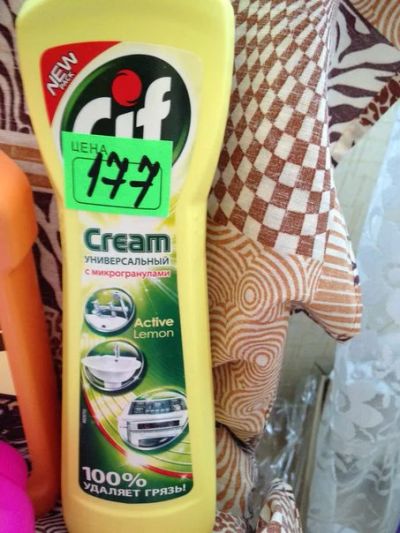 NEW
PACK
Cif
ЦЕНА
177
Cream
УНИВЕРСАЛЬНЫЙ
с микрогранулами
Active
Lemon
100%
УДАЛЯЕТ ГРЯЗЬ!